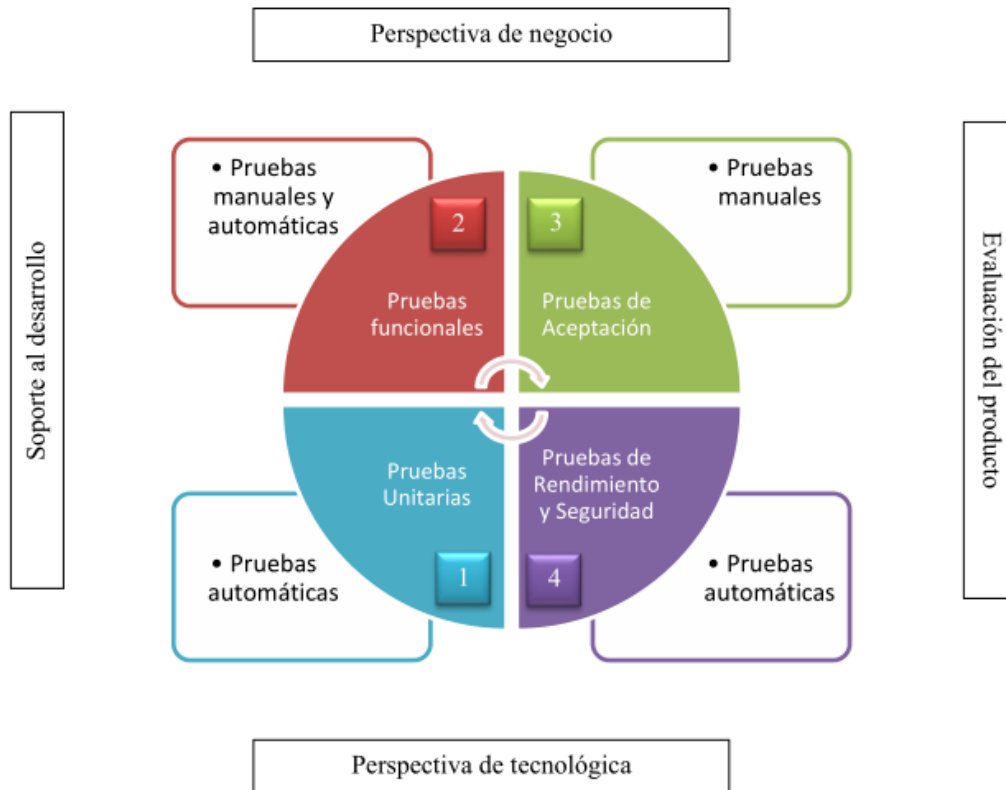 Perspectiva de negocio
Soporte al desarrollo
• Pruebas
manuales y
automáticas
2
Pruebas
funcionales
3
Pruebas de
Aceptación
• Pruebas
manuales
Evaluación del producto
Pruebas
Unitarias
1
• Pruebas
automáticas
Pruebas de
Rendimiento
y Seguridad
4
• Pruebas
automáticas
Perspectiva de tecnológica